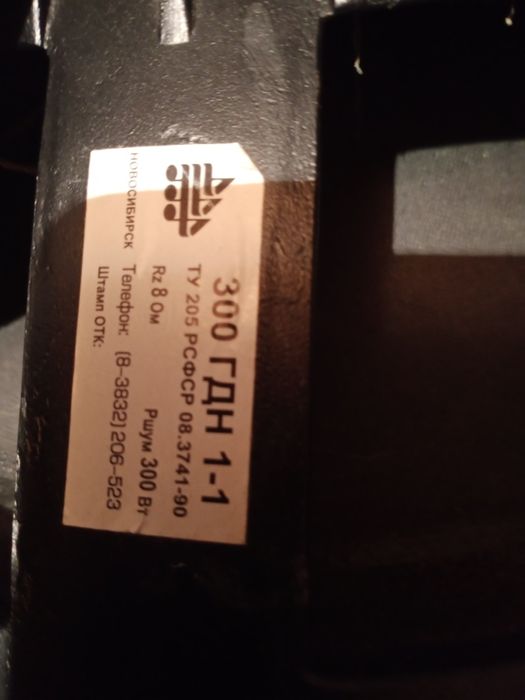 300 ГДН 1-1
ТУ 205 РСФСР 08.3741-90
Rz 8 Ом Ршум 300 Вт
НОВОСИБИРСК Телефон: (8-3832) 206-523
Штамп ОТК: